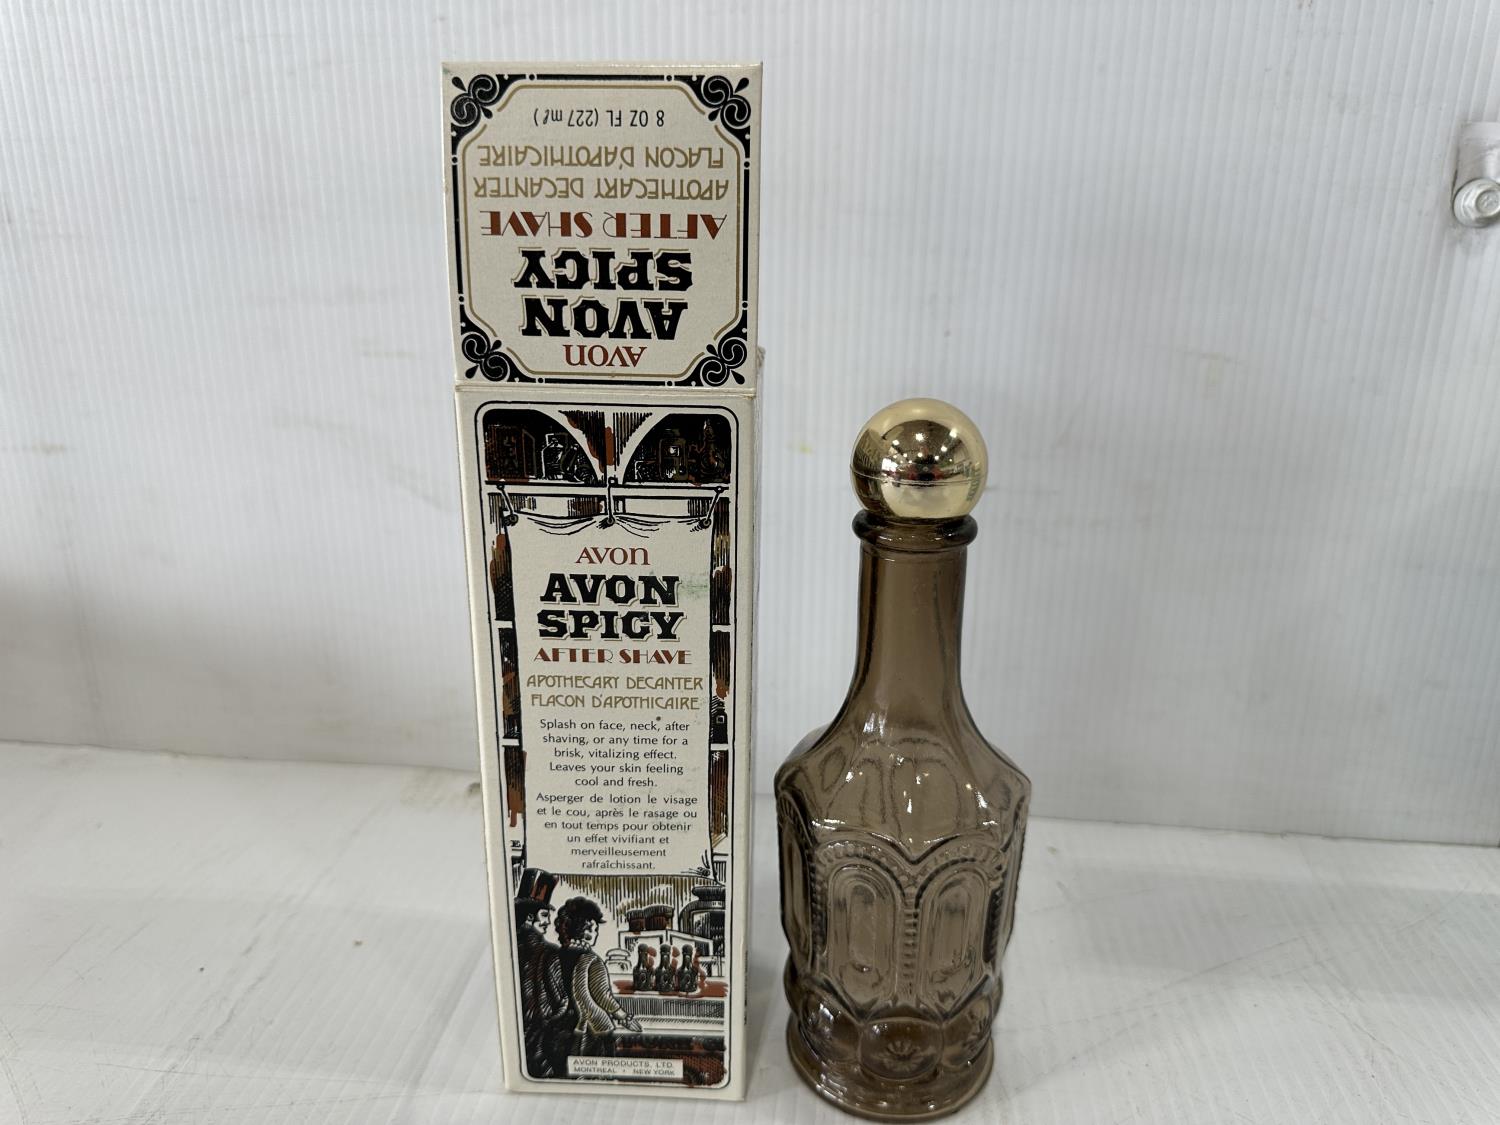 AVON
AVON
SPICY
AFTER SHAVE
APOTHECARY DECANTER
FLACON D'APOTHICAIRE
8 OZ FL (227 ml)
AVON
AVON
SPICY
AFTER SHAVE
APOTHECARY DECANTER
FLACON D'APOTHICAIRE
Splash on face, neck, after
shaving, or any time for a
brisk, vitalizing effect.
Leaves your skin feeling
cool and fresh.
Asperger de lotion le visage
et le cou, après le rasage ou
en tout temps pour obtenir
un effet vivifiant et
merveilleusement
rafraîchissant.
AVON PRODUCTS, LTD.
MONTREAL • NEW YORK